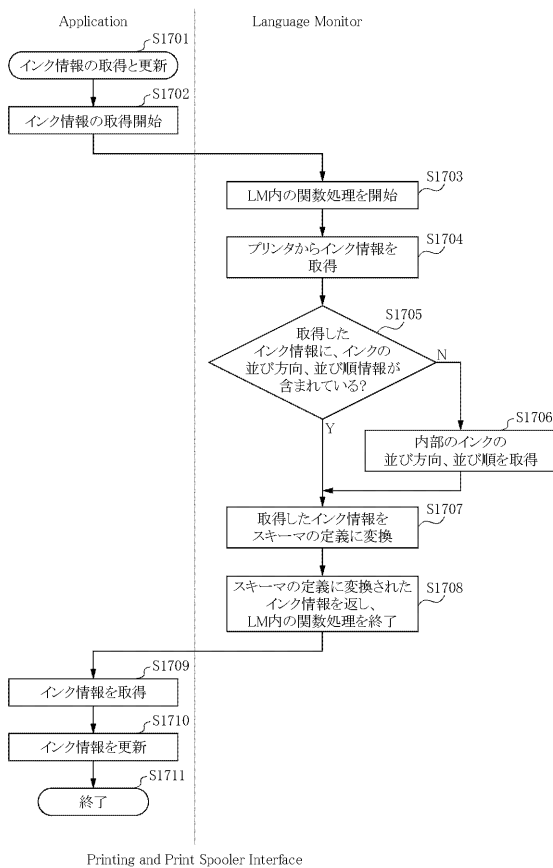 Application
Language Monitor
S1701
インク情報の取得と更新
S1702
インク情報の取得開始
S1703
LM内の関数処理を開始
S1704
プリンタからインク情報を
取得
S1705
取得した
インク情報に、インクの
並び方向、並び順情報が
含まれている?
N
Y
S1706
内部のインクの
並び方向、並び順を取得
S1707
取得したインク情報を
スキーマの定義に変換
S1708
スキーマの定義に変換された
インク情報を返し、
LM内の関数処理を終了
S1709
インク情報を取得
S1710
インク情報を更新
S1711
終了
Printing and Print Spooler Interface